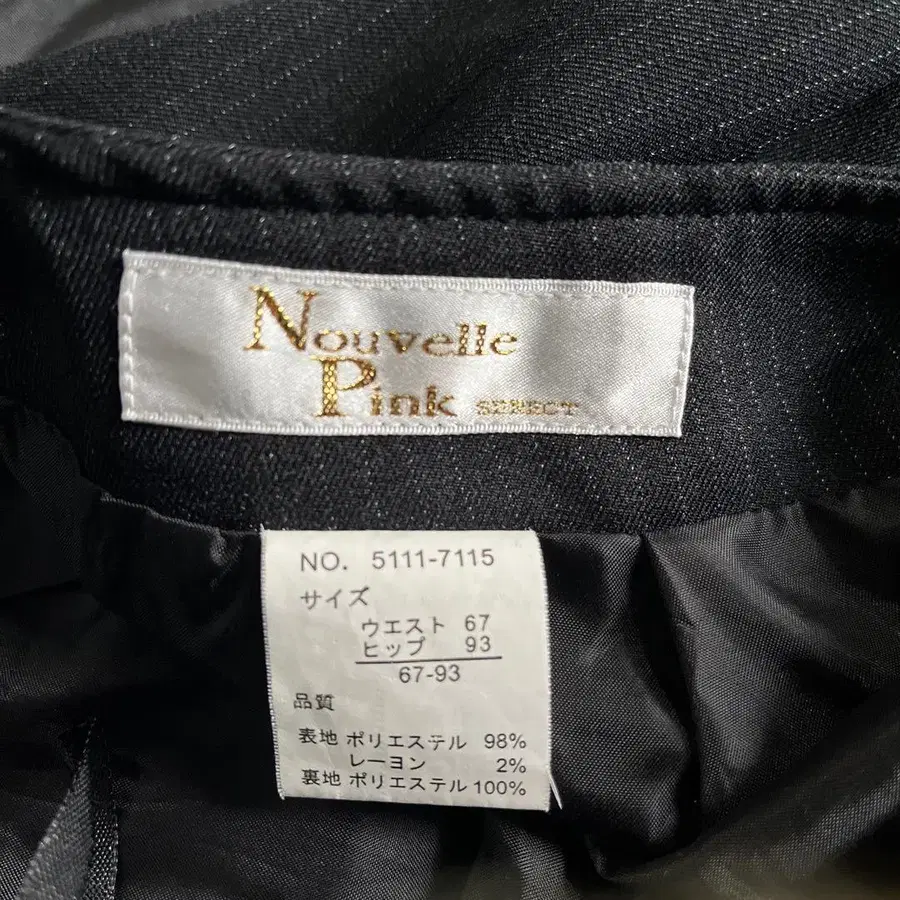 Nouvelle
Pink SELECT
NO. 5111-7115
サイズ
ウエスト 67
ヒップ 93
67-93
品質
表地 ポリエステル 98%
レーヨン 2%
裏地 ポリエステル 100%